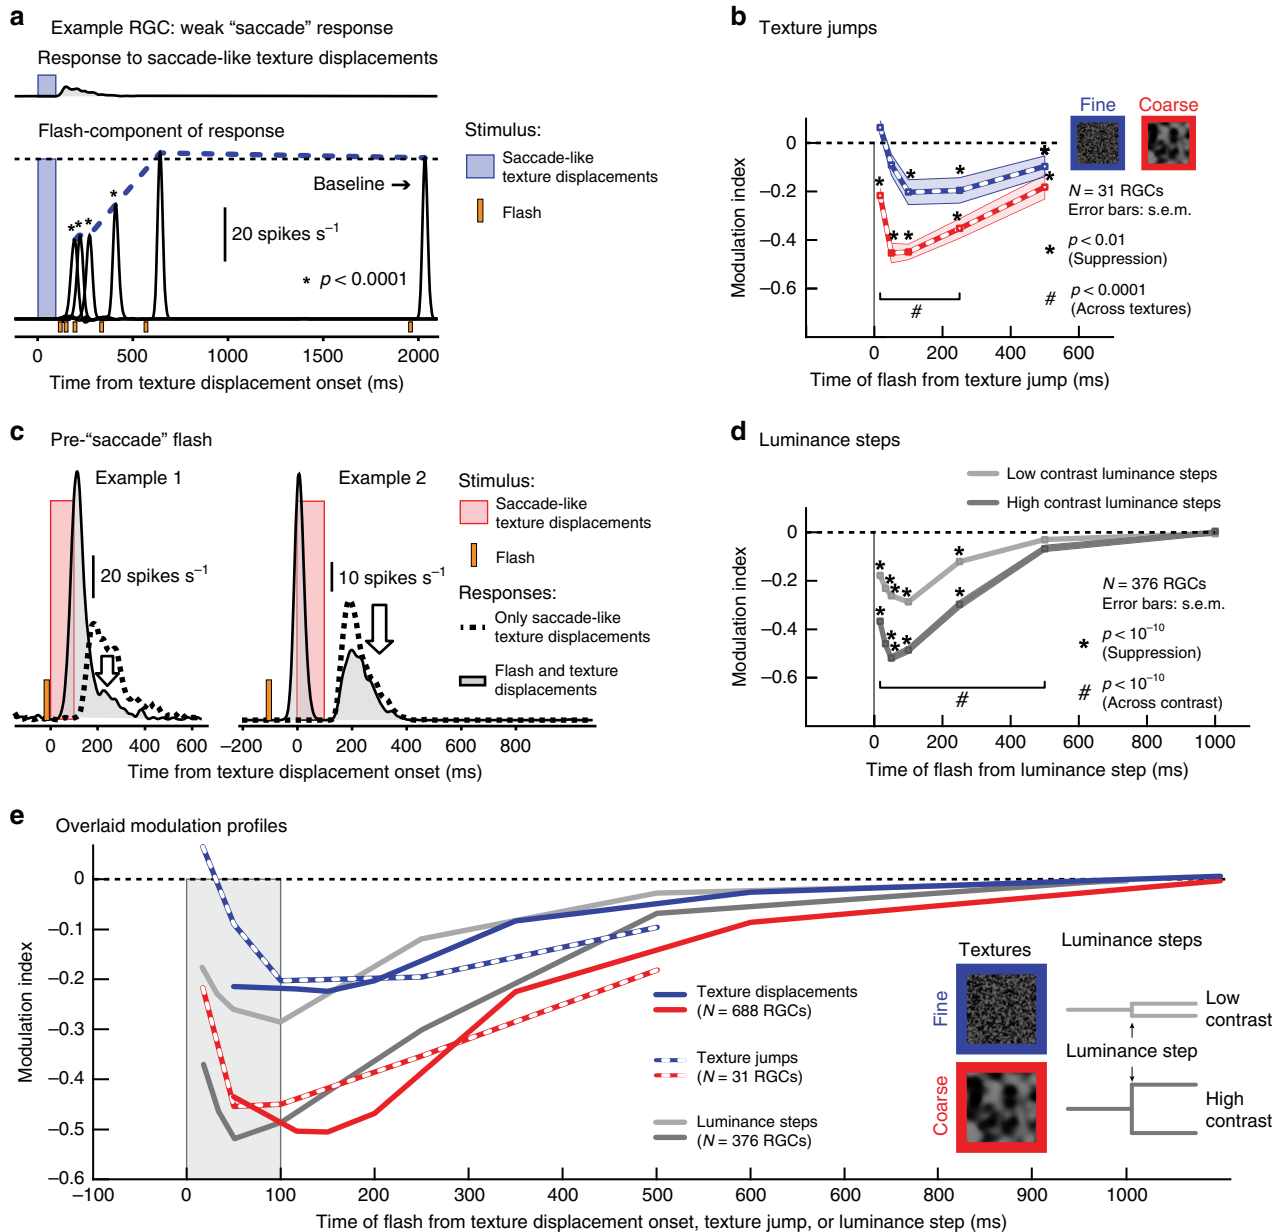 a
Example RGC: weak “saccade” response
Response to saccade-like texture displacements
Flash-component of response
Baseline →
20 spikes s⁻¹
* p < 0.0001
* * * *
0 500 1000 1500 2000
Time from texture displacement onset (ms)
Stimulus:
Saccade-like
texture displacements
Flash
b
Texture jumps
Fine Coarse
0
−0.2
−0.4
−0.6
Modulation index
* * * * * * * *
#
N = 31 RGCs
Error bars: s.e.m.
* p < 0.01
(Suppression)
# p < 0.0001
(Across textures)
0 200 400 600
Time of flash from texture jump (ms)
c
Pre-“saccade” flash
Example 1
20 spikes s⁻¹
0 200 400 600
Example 2
10 spikes s⁻¹
−200 0 200 400 600 800
Time from texture displacement onset (ms)
Stimulus:
Saccade-like
texture displacements
Flash
Responses:
Only saccade-like
texture displacements
Flash and texture
displacements
d
Luminance steps
Low contrast luminance steps
High contrast luminance steps
0
−0.2
−0.4
−0.6
Modulation index
* * * * * * * * *
#
N = 376 RGCs
Error bars: s.e.m.
* p < 10⁻¹⁰
(Suppression)
# p < 10⁻¹⁰
(Across contrast)
0 200 400 600 800 1000
Time of flash from luminance step (ms)
e
Overlaid modulation profiles
0
−0.1
−0.2
−0.3
−0.4
−0.5
−0.6
Modulation index
Texture displacements
(N = 688 RGCs)
Texture jumps
(N = 31 RGCs)
Luminance steps
(N = 376 RGCs)
Textures
Fine
Coarse
Luminance steps
Low
contrast
Luminance step
High
contrast
−100 0 100 200 300 400 500 600 700 800 900 1000
Time of flash from texture displacement onset, texture jump, or luminance step (ms)